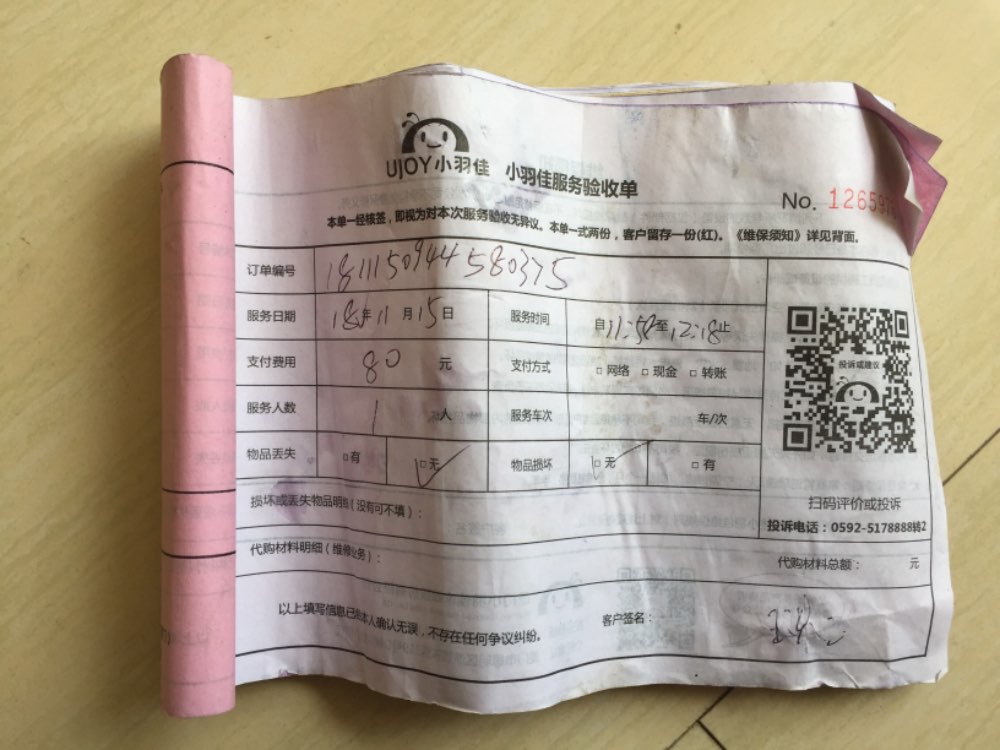 UJOY小羽佳 小羽佳服务验收单
No. 12659
本单一经核签，即视为对本次服务验收无异议。本单一式两份，客户留存一份(红)。《维保须知》详见背面。
订单编号 1811150944580375
服务日期 18年11月15日 服务时间 自11:50至12:18止
支付费用 80 元 支付方式 □网络 □现金 □转账
服务人数 1 人 服务车次 车/次
物品丢失 □有 □无 物品损坏 □无 □有
投诉或建议
扫码评价或投诉
投诉电话：0592-5178888转2
损坏或丢失物品明细（没有可不填）：
代购材料明细（维修业务）： 代购材料总额： 元
以上填写信息已由本人确认无误，不存在任何争议纠纷。 客户签名：